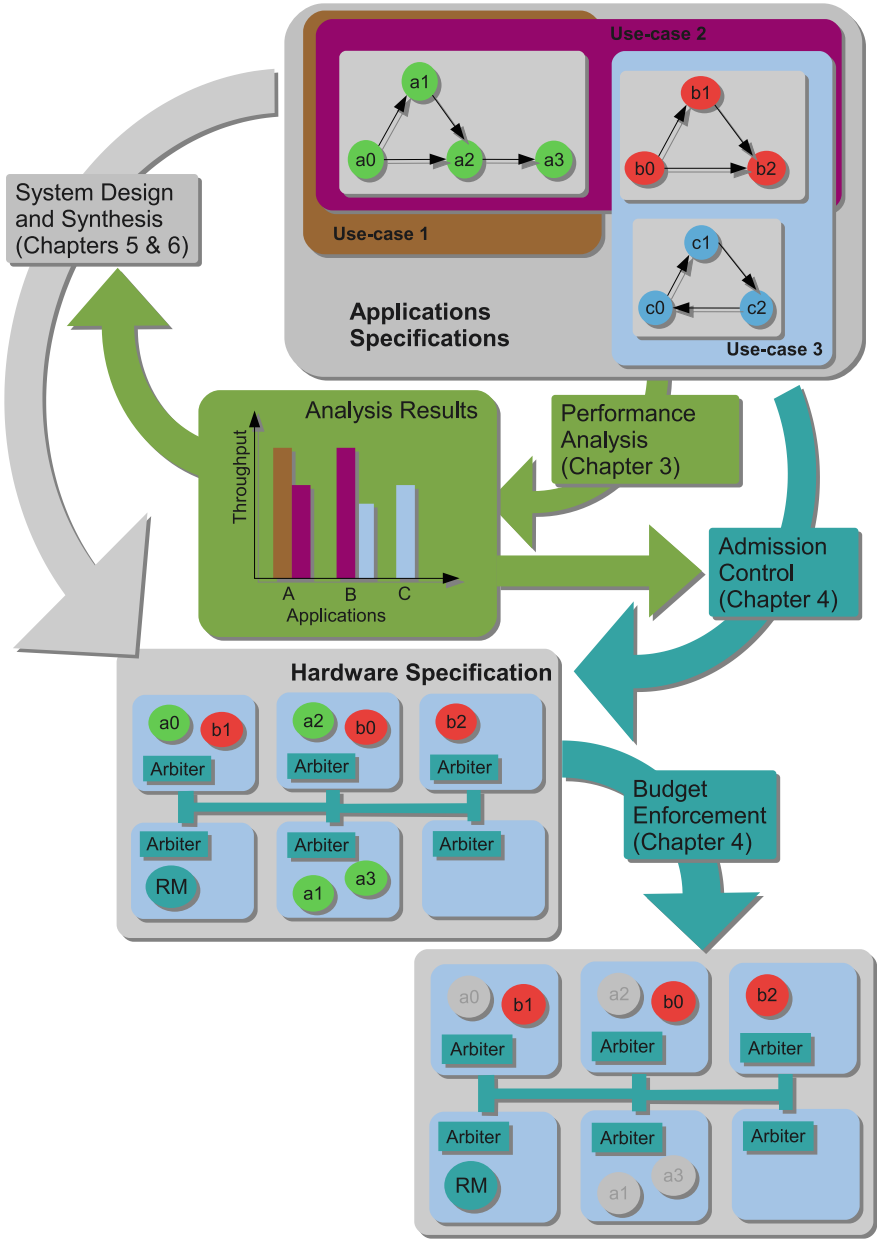 Use-case 2
a1
a0
a2
a3
b1
b0
b2
Use-case 1
c1
c0
c2
Use-case 3
Applications
Specifications
System Design
and Synthesis
(Chapters 5 & 6)
Performance
Analysis
(Chapter 3)
Analysis Results
Throughput
A
B
C
Applications
Admission
Control
(Chapter 4)
Hardware Specification
a0
b1
Arbiter
a2
b0
Arbiter
b2
Arbiter
Arbiter
RM
Arbiter
a1
a3
Arbiter
Budget
Enforcement
(Chapter 4)
a0
b1
Arbiter
a2
b0
Arbiter
b2
Arbiter
Arbiter
RM
Arbiter
a1
a3
Arbiter